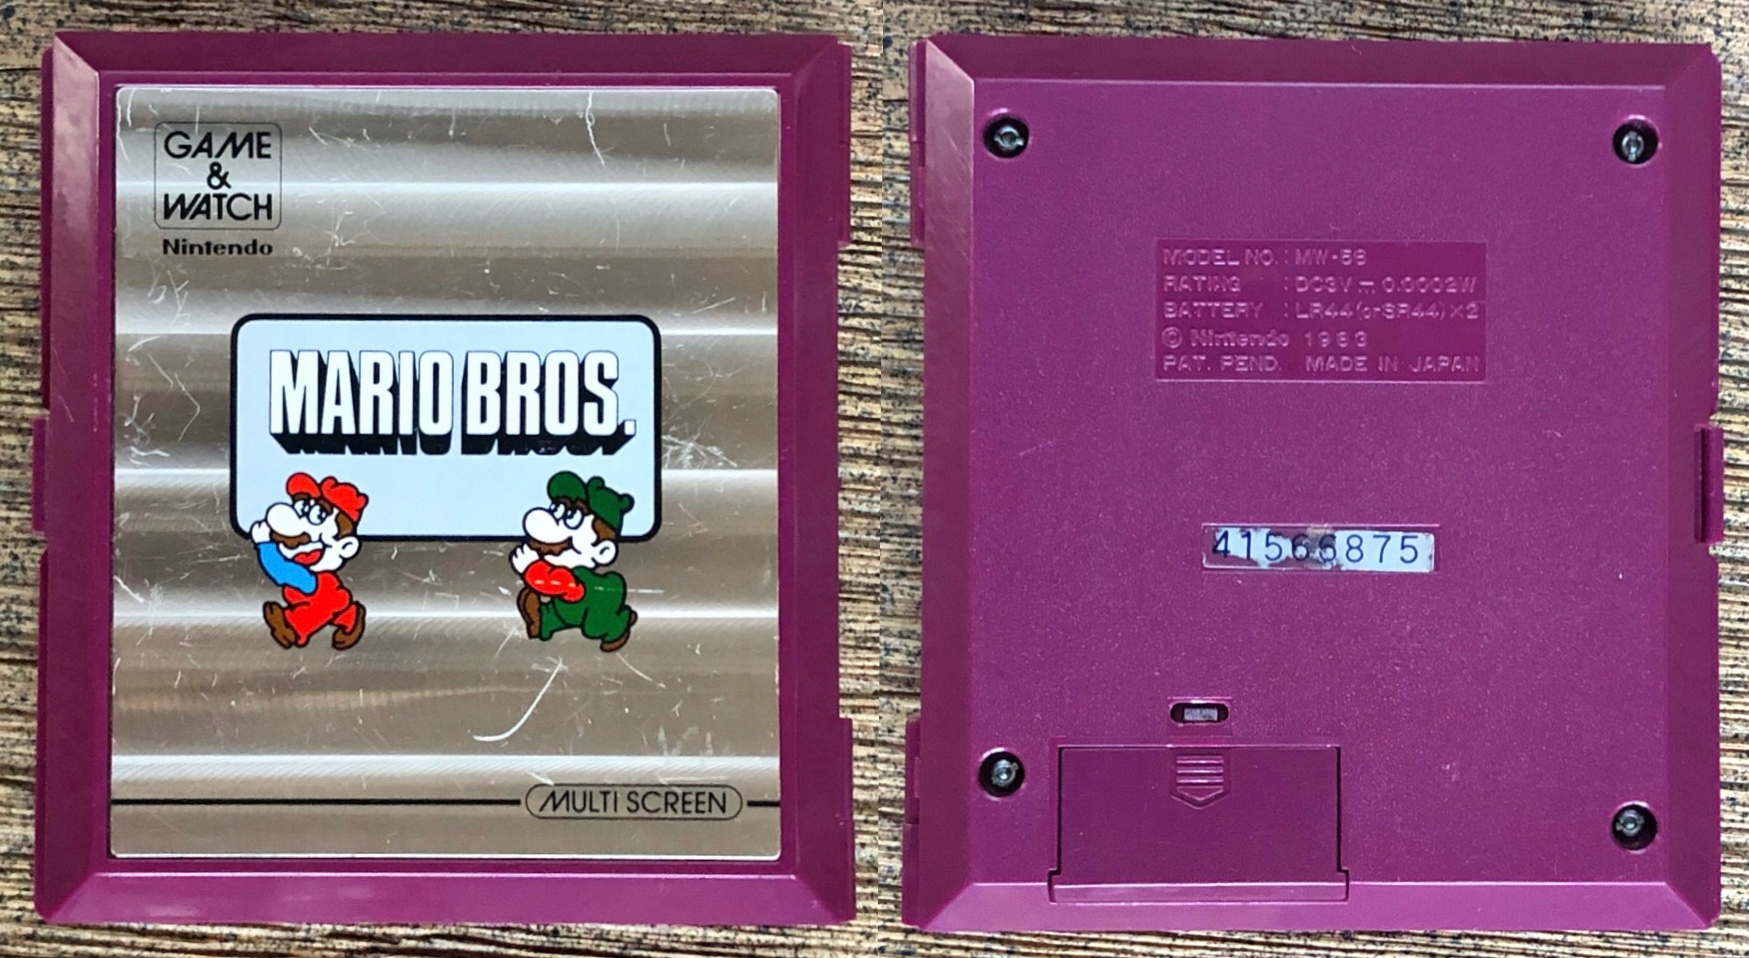 GAME
&
WATCH
Nintendo
MARIO BROS.
MULTI SCREEN
MODEL NO. : MW-56
RATING : DC3V ⎓ 0.0002W
BATTERY : LR44 (or SR44) ×2
© Nintendo 1983
PAT. PEND. MADE IN JAPAN
41566875